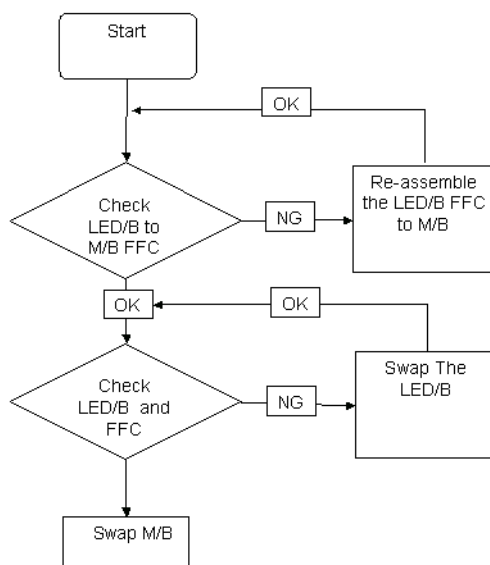 Start
OK
Check
LED/B to
M/B FFC
NG
Re-assemble
the LED/B FFC
to M/B
OK
OK
Check
LED/B and
FFC
NG
Swap The
LED/B
Swap M/B